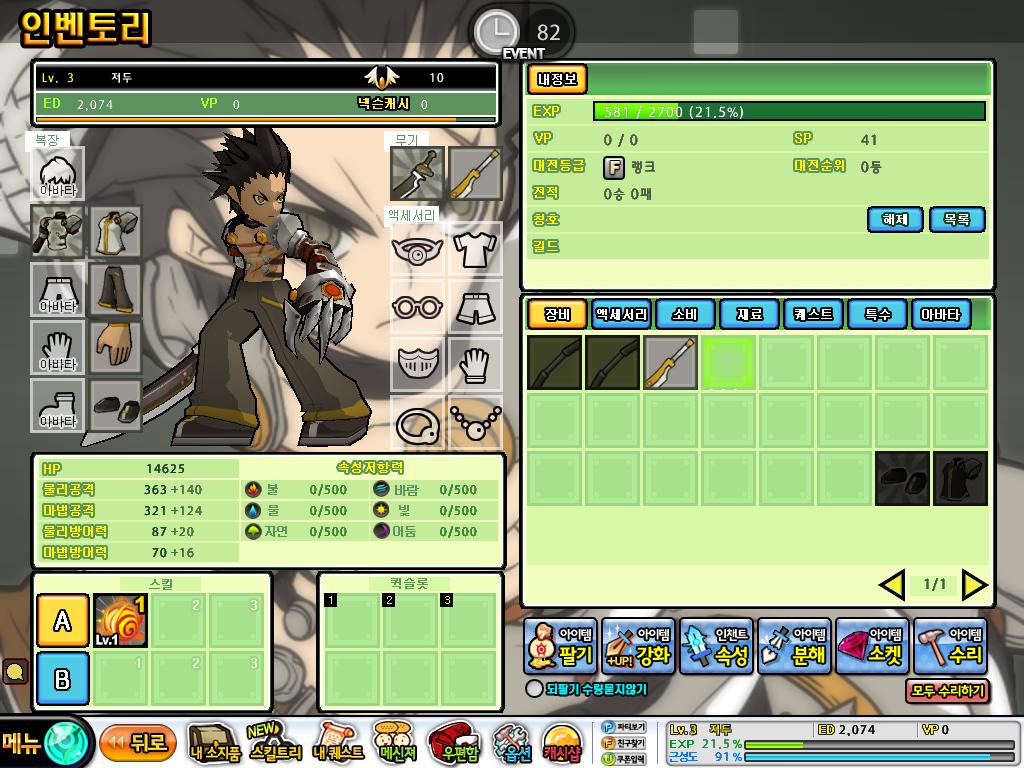 인벤토리
82
EVENT
Lv. 3 저두 10
ED 2,074 VP 0 넥슨캐시 0
복장
무기
아바타
액세서리
아바타
아바타
아바타
내정보
EXP 581 / 2700 (21.5%)
VP 0 / 0 SP 41
대전등급 F 랭크 대전순위 0등
전적 0승 0패
칭호 해제 목록
길드
장비 액세서리 소비 재료 퀘스트 특수 아바타
HP 14625 속성저항력
물리공격 363 +140 불 0/500 바람 0/500
마법공격 321 +124 물 0/500 빛 0/500
물리방어력 87 +20 자연 0/500 어둠 0/500
마법방어력 70 +16
1/1
스킬
퀵슬롯
A 1 Lv.1 2 3
1 2 3
B 1 2 3
아이템 팔기
아이템 +UP! 강화
인챈트 속성
아이템 분해
아이템 소켓
아이템 수리
되팔기 수량묻지않기
모두 수리하기
메뉴
뒤로
내 소지품
NEW 스킬트리
내 퀘스트
메신저
우편함
옵션
캐시샵
P 파티보기
F 친구찾기
U 쿠폰입력
Lv.3 저두 ED 2,074 VP 0
EXP 21.5%
근성도 91%